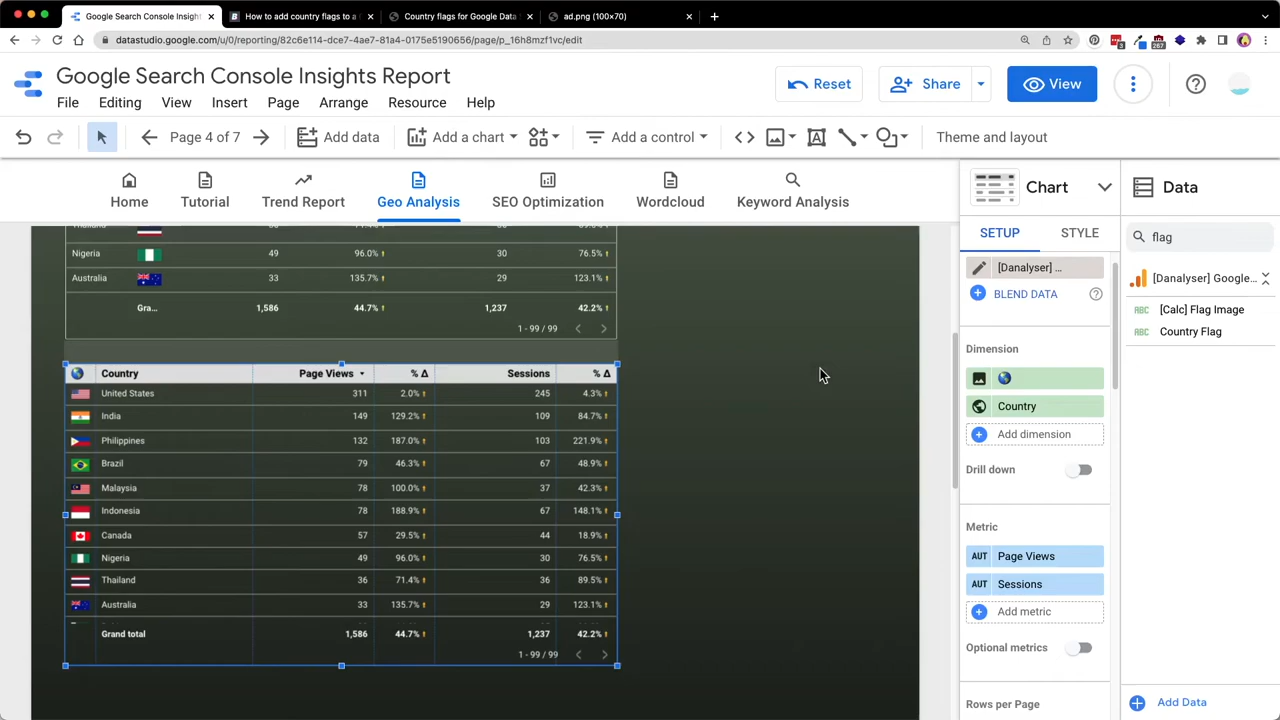 Google Search Console Insights
How to add country flags to a
Country flags for Google Data
ad.png (100×70)
datastudio.google.com/u/0/reporting/82c6e114-dce7-4ae7-81a4-0175e5190656/page/p_16h8mzf1vc/edit
3
267
Google Search Console Insights Report
Reset
Share
View
File Editing View Insert Page Arrange Resource Help
Page 4 of 7
Add data
Add a chart
Add a control
Theme and layout
Home
Tutorial
Trend Report
Geo Analysis
SEO Optimization
Wordcloud
Keyword Analysis
Nigeria 49 96.0% 30 76.5%
Australia 33 135.7% 29 123.1%
Gra... 1,586 44.7% 1,237 42.2%
1 - 99 / 99
Country Page Views % Δ Sessions % Δ
United States 311 2.0% 245 4.3%
India 149 129.2% 109 84.7%
Philippines 132 187.0% 103 221.9%
Brazil 79 46.3% 67 48.9%
Malaysia 78 100.0% 37 42.3%
Indonesia 78 188.9% 67 148.1%
Canada 57 29.5% 44 18.9%
Nigeria 49 96.0% 30 76.5%
Thailand 36 71.4% 36 89.5%
Australia 33 135.7% 29 123.1%
Grand total 1,586 44.7% 1,237 42.2%
1 - 99 / 99
Chart
SETUP
STYLE
[Danalyser] ...
BLEND DATA
Dimension
Country
Add dimension
Drill down
Metric
AUT Page Views
AUT Sessions
Add metric
Optional metrics
Rows per Page
Data
flag
[Danalyser] Google...
ABC [Calc] Flag Image
ABC Country Flag
Add Data